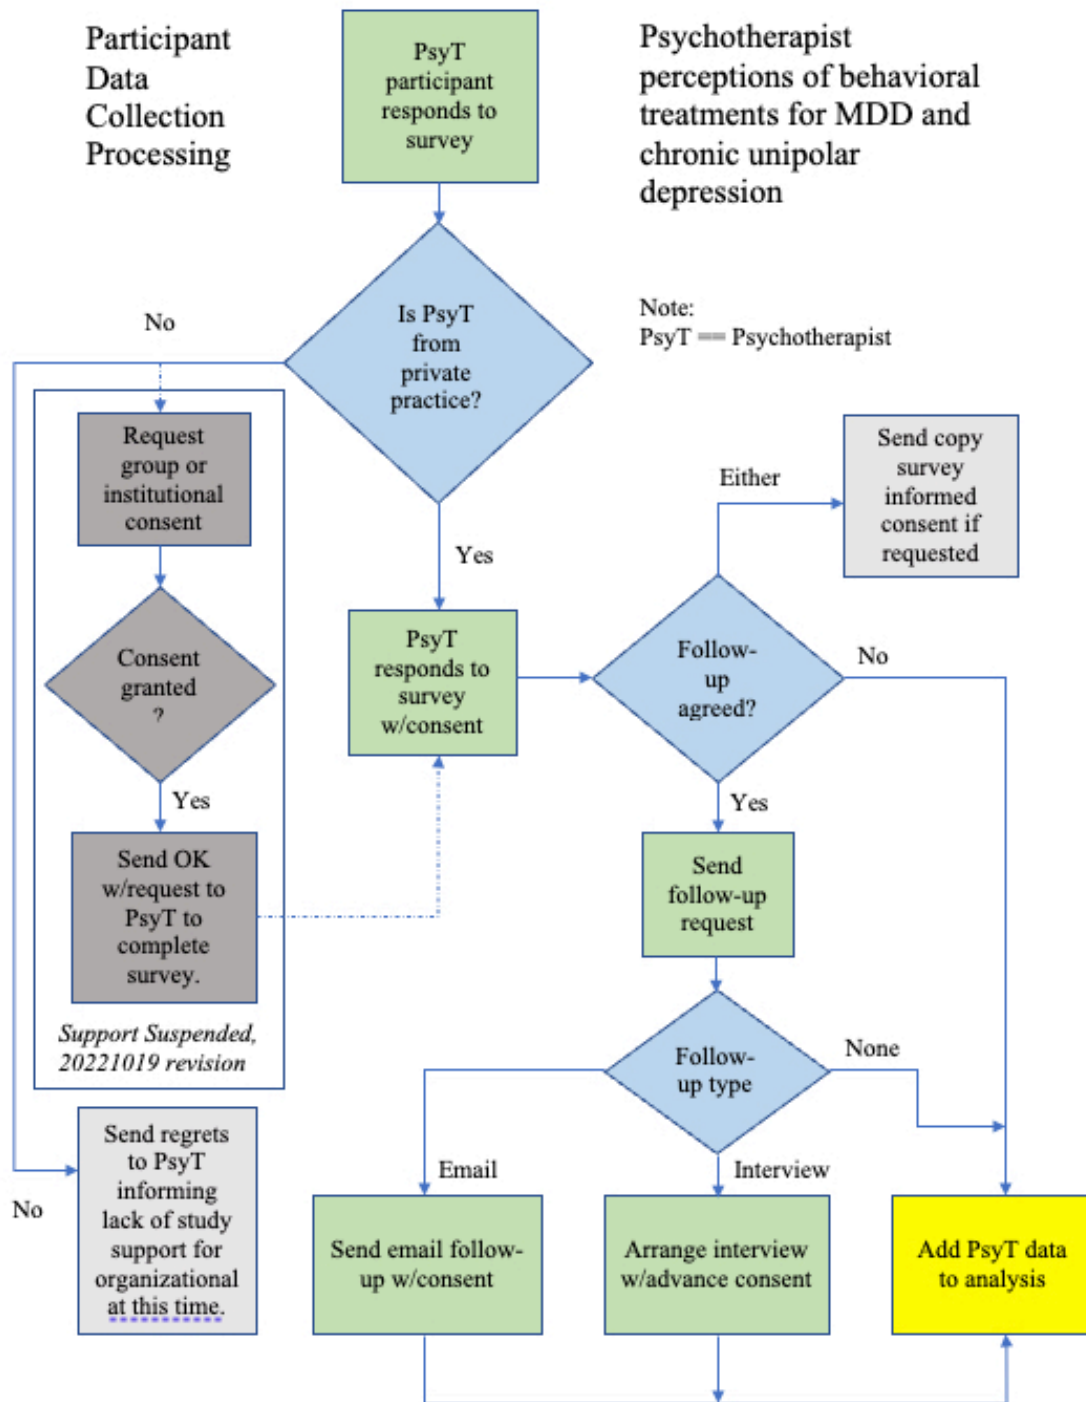 Participant
Data
Collection
Processing
PsyT
participant
responds to
survey
Psychotherapist
perceptions of behavioral
treatments for MDD and
chronic unipolar
depression
Note:
PsyT == Psychotherapist
No
Is PsyT
from
private
practice?
Request
group or
institutional
consent
Either
Send copy
survey
informed
consent if
requested
Yes
Consent
granted
?
PsyT
responds to
survey
w/consent
Follow-
up
agreed?
No
Yes
Yes
Send OK
w/request to
PsyT to
complete
survey.
Send
follow-up
request
Support Suspended,
20221019 revision
Follow-
up type
None
Send regrets
to PsyT
informing
lack of study
support for
organizational
at this time.
No
Email
Interview
Send email follow-
up w/consent
Arrange interview
w/advance consent
Add PsyT data
to analysis